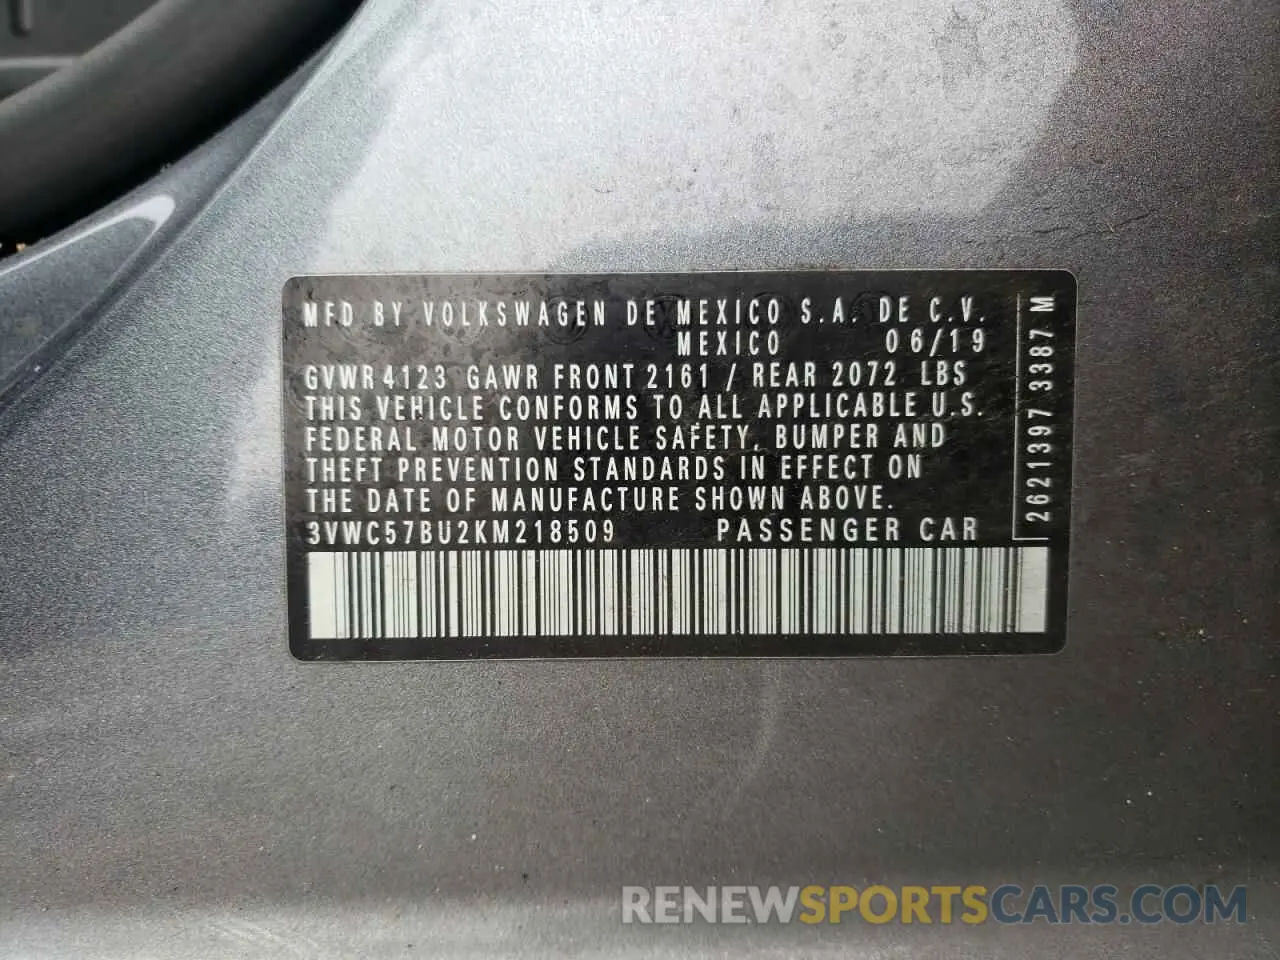 MFD BY VOLKSWAGEN DE MEXICO S.A. DE C.V.
MEXICO 06/19
GVWR 4123 GAWR FRONT 2161 / REAR 2072 LBS
THIS VEHICLE CONFORMS TO ALL APPLICABLE U.S.
FEDERAL MOTOR VEHICLE SAFETY, BUMPER AND
THEFT PREVENTION STANDARDS IN EFFECT ON
THE DATE OF MANUFACTURE SHOWN ABOVE.
3VWC57BU2KM218509 PASSENGER CAR
2621397 3387 M
RENEWSPORTSCARS.COM